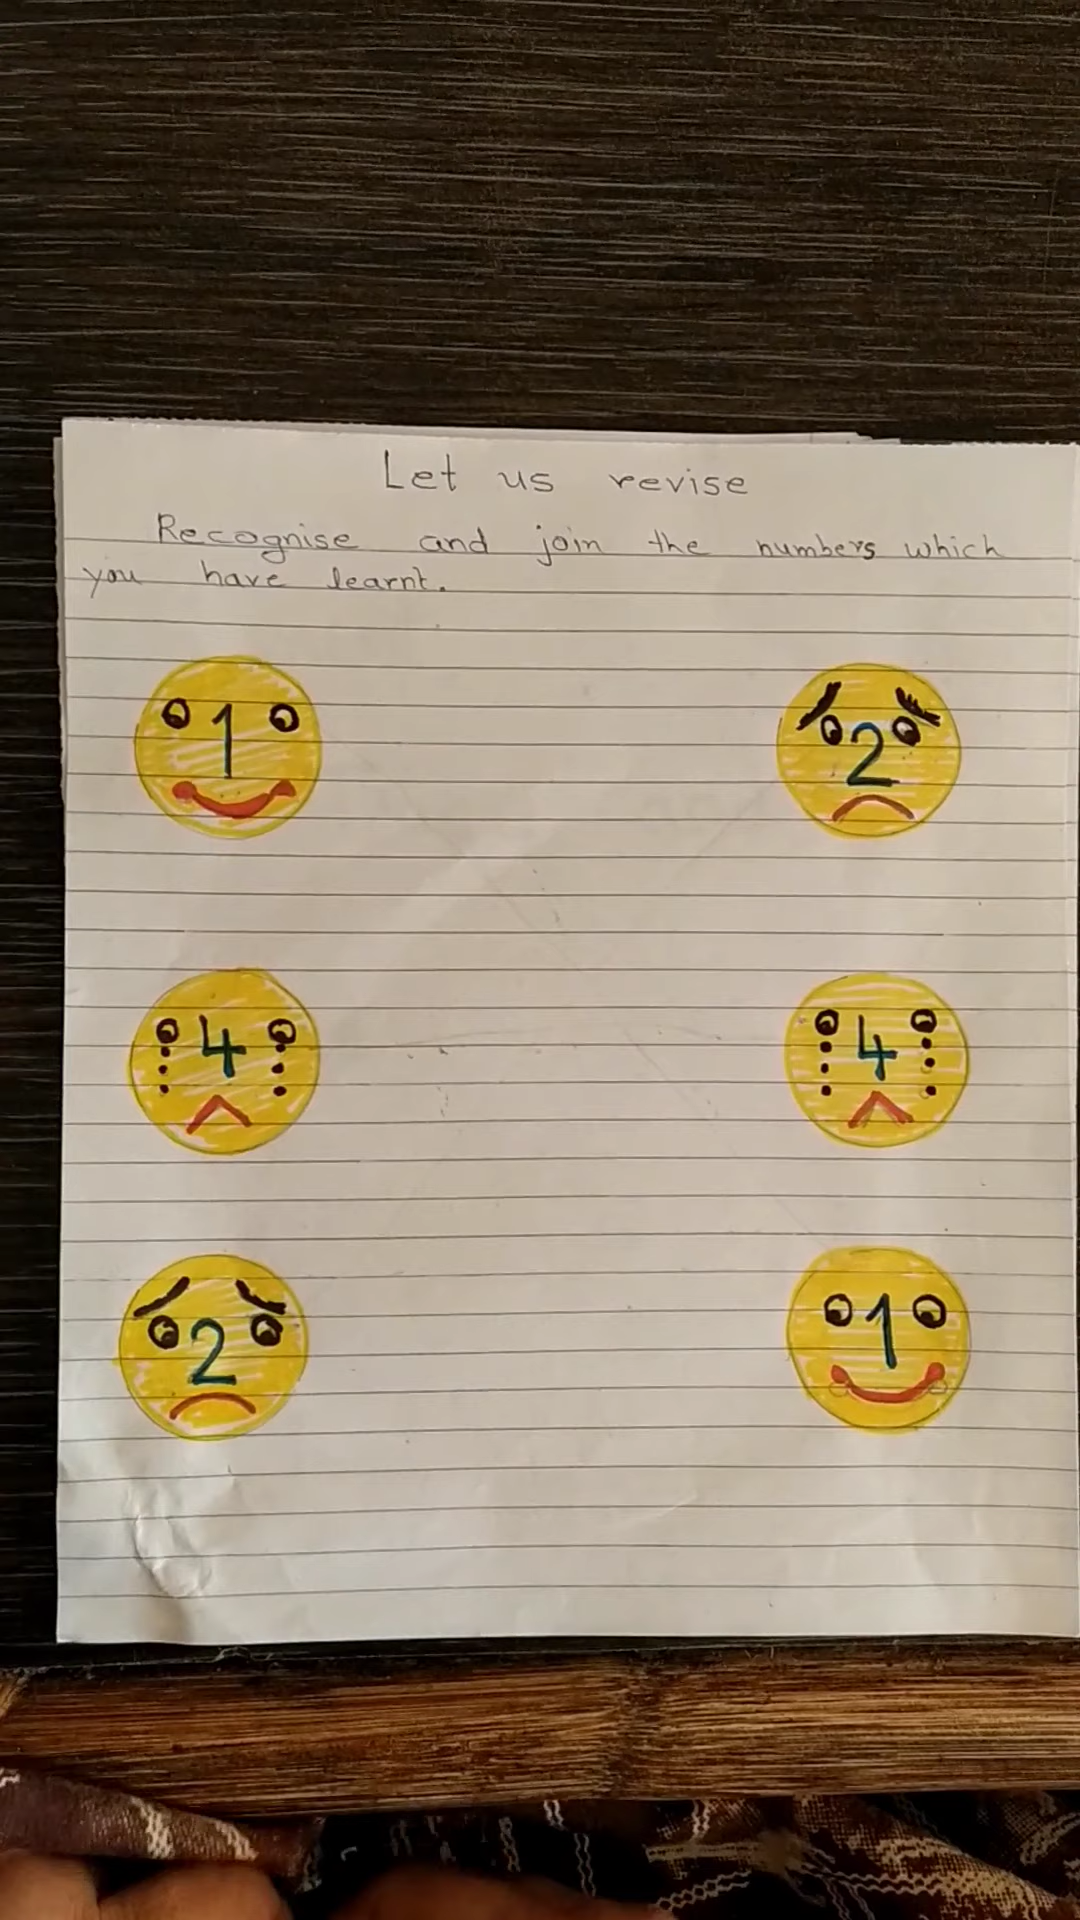 Let us revise
Recognise and join the numbers which
you have learnt.
1 2
4 4
2 1